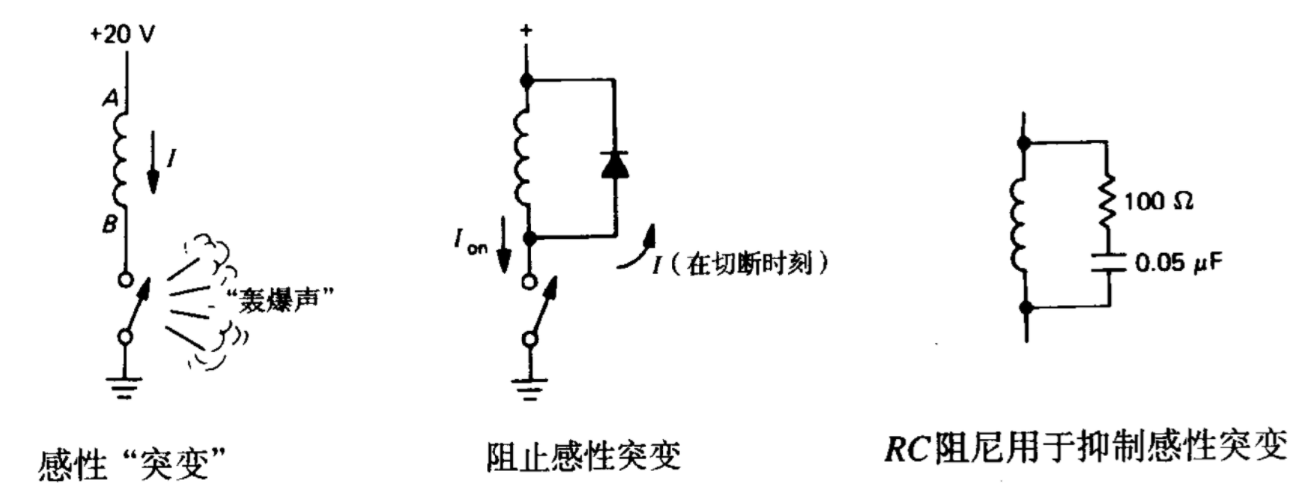 +20 V
A
I
B
“轰爆声”
感性“突变”
+
I on
I（在切断时刻）
阻止感性突变
100 Ω
0.05 μF
RC阻尼用于抑制感性突变